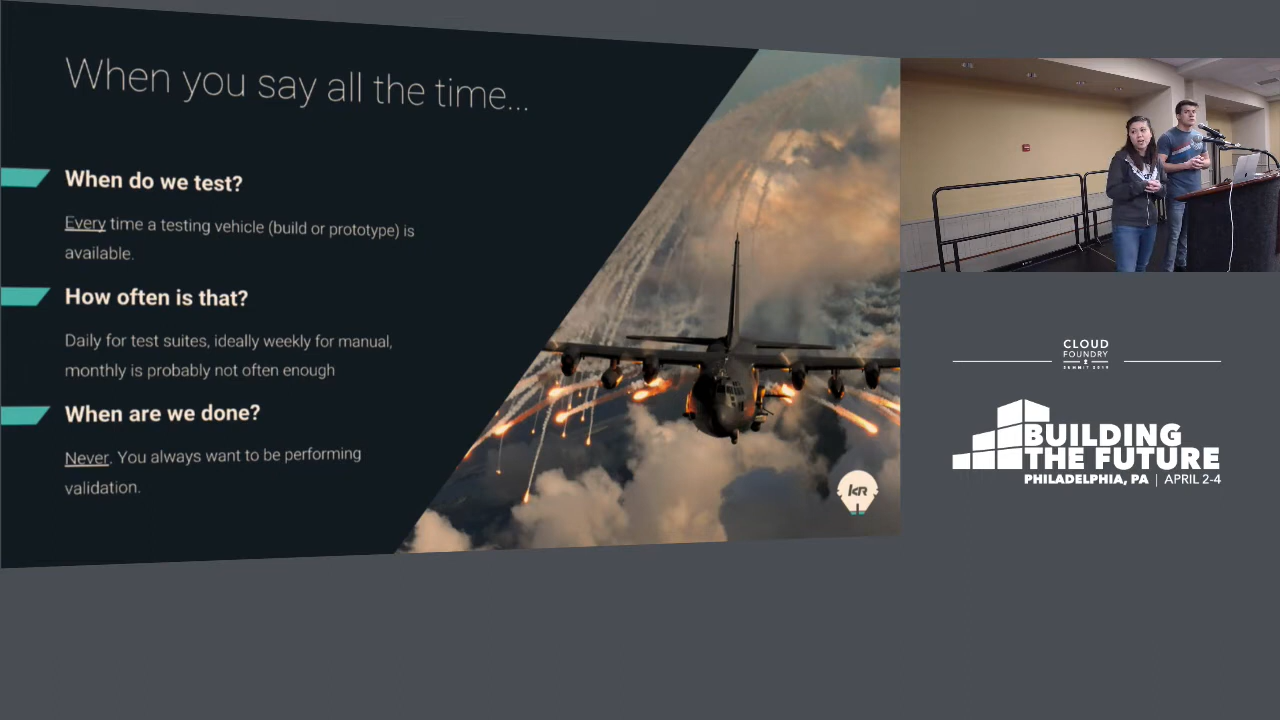 When you say all the time...
When do we test?
Every time a testing vehicle (build or prototype) is
available.
How often is that?
Daily for test suites, ideally weekly for manual,
monthly is probably not often enough
When are we done?
Never. You always want to be performing
validation.
kR
CLOUD
FOUNDRY
SUMMIT 2019
BUILDING
THE FUTURE
PHILADELPHIA, PA | APRIL 2-4